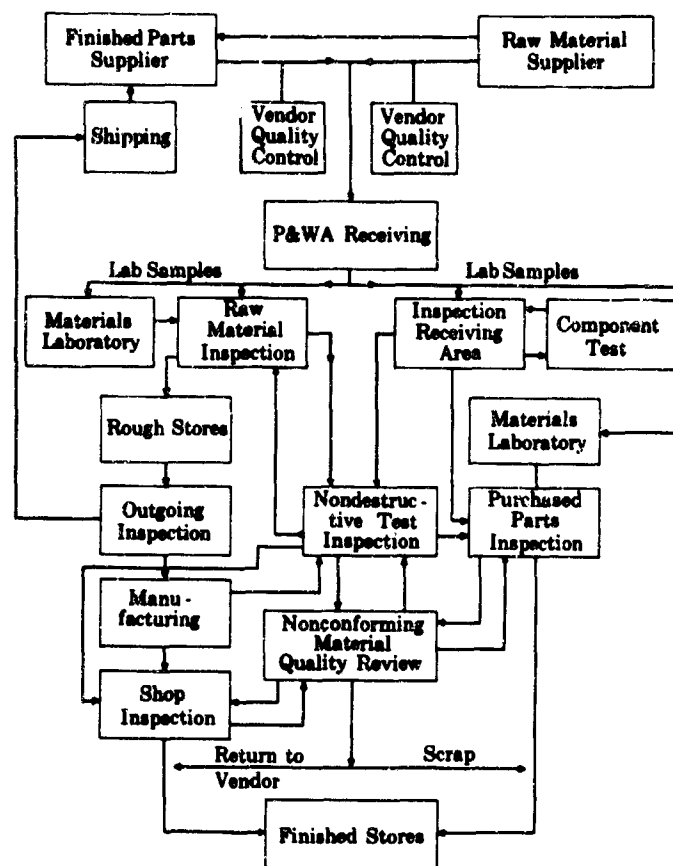 Finished Parts
Supplier
Raw Material
Supplier
Shipping
Vendor
Quality
Control
Vendor
Quality
Control
P&WA Receiving
Lab Samples
Lab Samples
Materials
Laboratory
Raw
Material
Inspection
Inspection
Receiving
Area
Component
Test
Rough Stores
Materials
Laboratory
Outgoing
Inspection
Nondestruc-
tive Test
Inspection
Purchased
Parts
Inspection
Manu-
facturing
Nonconforming
Material
Quality Review
Shop
Inspection
Return to
Vendor
Scrap
Finished Stores